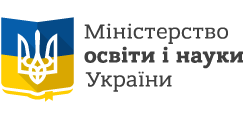 Міністерство
освіти і науки
України